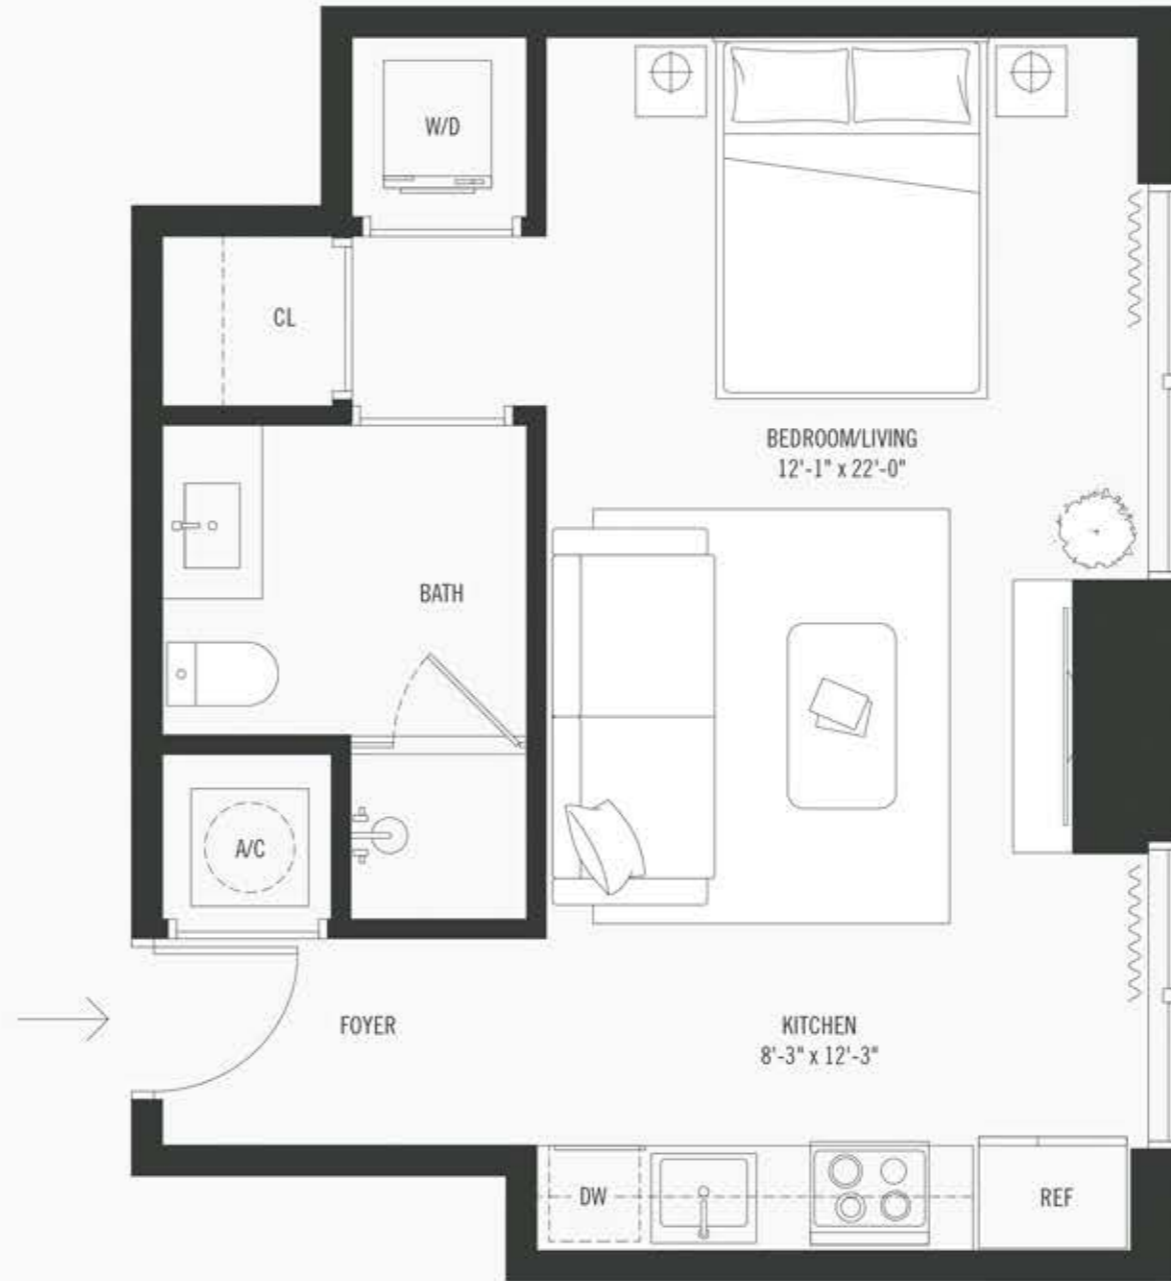 W/D
CL
BEDROOM/LIVING
12'-1" x 22'-0"
BATH
A/C
FOYER
KITCHEN
8'-3" x 12'-3"
DW
REF